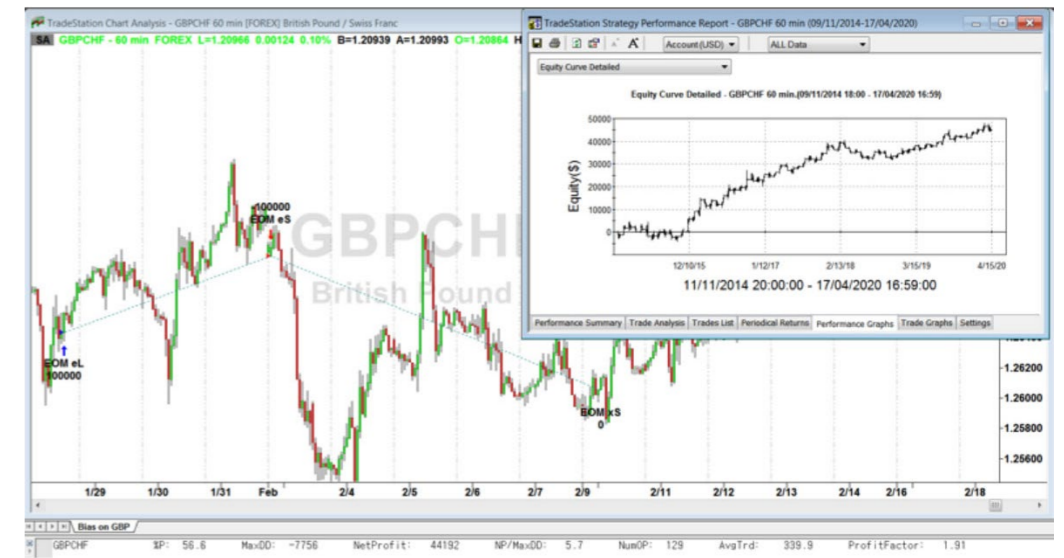 TradeStation Chart Analysis - GBPCHF 60 min [FOREX] British Pound / Swiss Franc
SA GBPCHF - 60 min FOREX L=1.20966 0.00124 0.10% B=1.20939 A=1.20993 O=1.20864 H
TradeStation Strategy Performance Report - GBPCHF 60 min (09/11/2014-17/04/2020)
Account (USD) ALL Data
Equity Curve Detailed
Equity Curve Detailed - GBPCHF 60 min.(09/11/2014 18:00 - 17/04/2020 16:59)
Equity($)
50000
40000
30000
20000
10000
0
12/10/15 1/12/17 2/13/18 3/15/19 4/15/20
11/11/2014 20:00:00 - 17/04/2020 16:59:00
Performance Summary Trade Analysis Trades List Periodical Returns Performance Graphs Trade Graphs Settings
GBPCH
British Pound
-100000
EOM eS
EOM eL
100000
EOM xS
0
1.26200
1.26000
1.25800
1.25600
1/29 1/30 1/31 Feb 2/4 2/5 2/6 2/7 2/9 2/11 2/12 2/13 2/14 2/16 2/18
Bias on GBP
GBPCHF %P: 56.6 MaxDD: -7756 NetProfit: 44192 NP/MaxDD: 5.7 NumOP: 129 AvgTrd: 339.9 ProfitFactor: 1.91